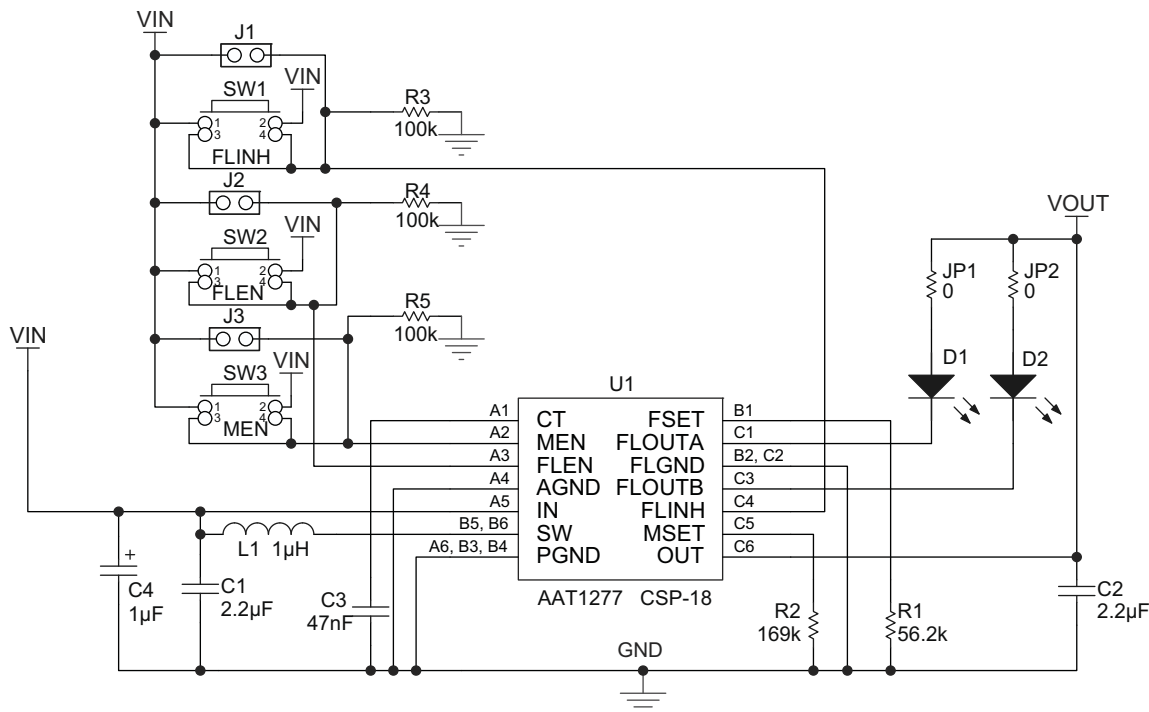 VIN
J1
SW1
VIN
1 2
3 4
FLINH
R3
100k
J2
SW2
VIN
1 2
3 4
FLEN
R4
100k
J3
SW3
VIN
1 2
3 4
MEN
R5
100k
VIN
VOUT
JP1
0
JP2
0
D1
D2
U1
A1 CT FSET B1
A2 MEN FLOUTA C1
A3 FLEN FLGND B2, C2
A4 AGND FLOUTB C3
A5 IN FLINH C4
B5, B6 SW MSET C5
A6, B3, B4 PGND OUT C6
AAT1277 CSP-18
L1 1µH
+
C4
1µF
C1
2.2µF
C3
47nF
R2
169k
R1
56.2k
C2
2.2µF
GND